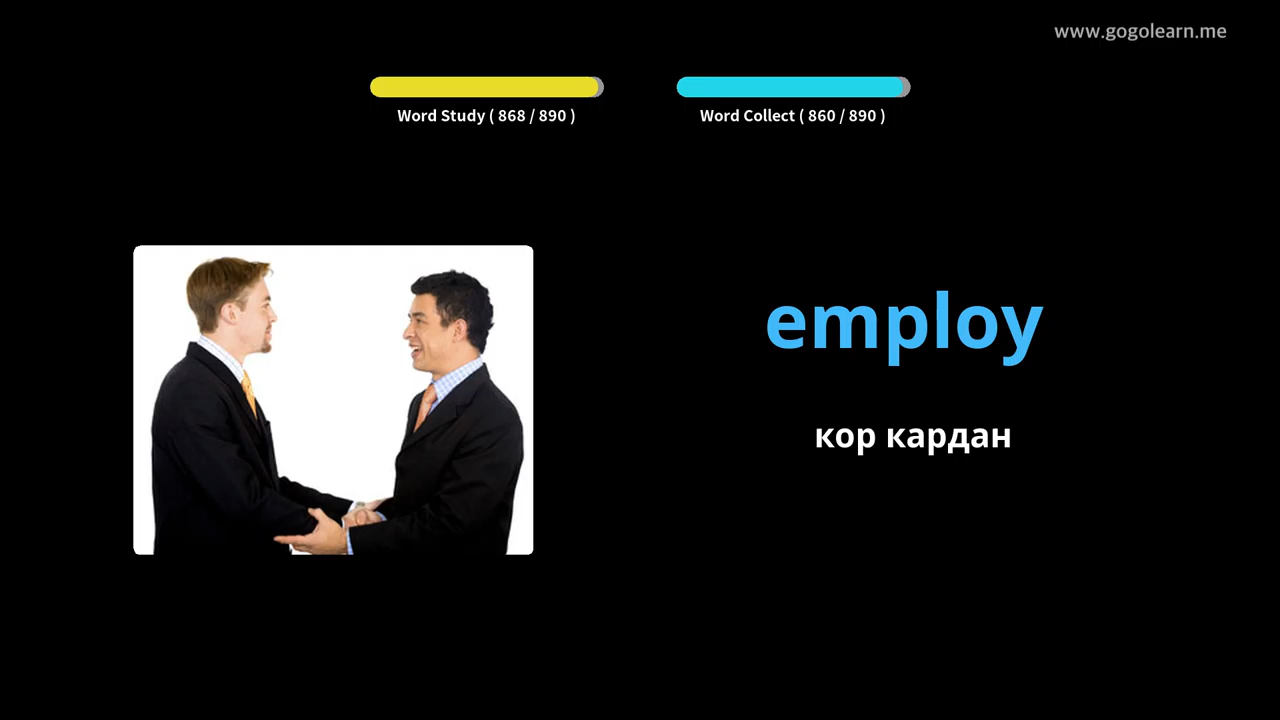 www.gogolearn.me
Word Study ( 868 / 890 )
Word Collect ( 860 / 890 )
employ
кор кардан